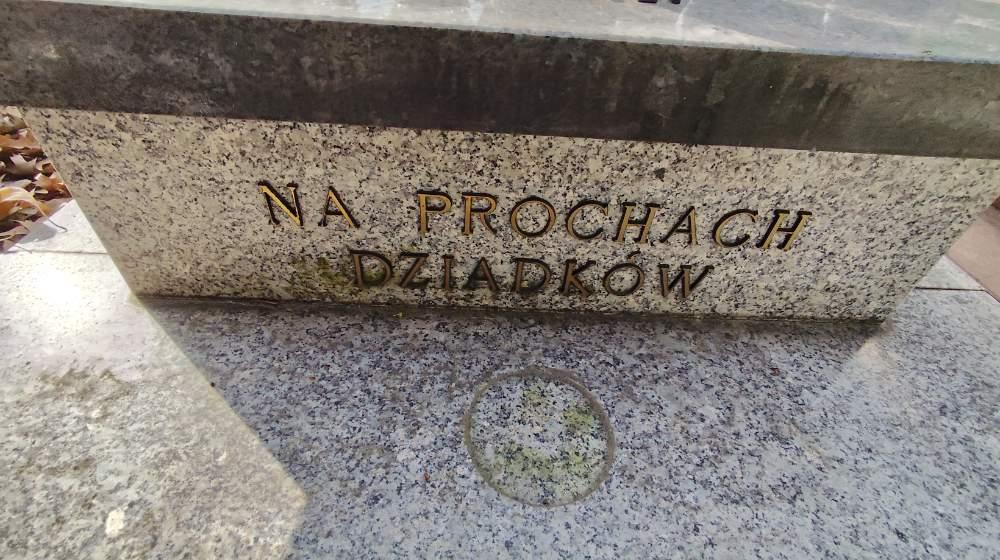 NA PROCHACH
DZIADKÓW